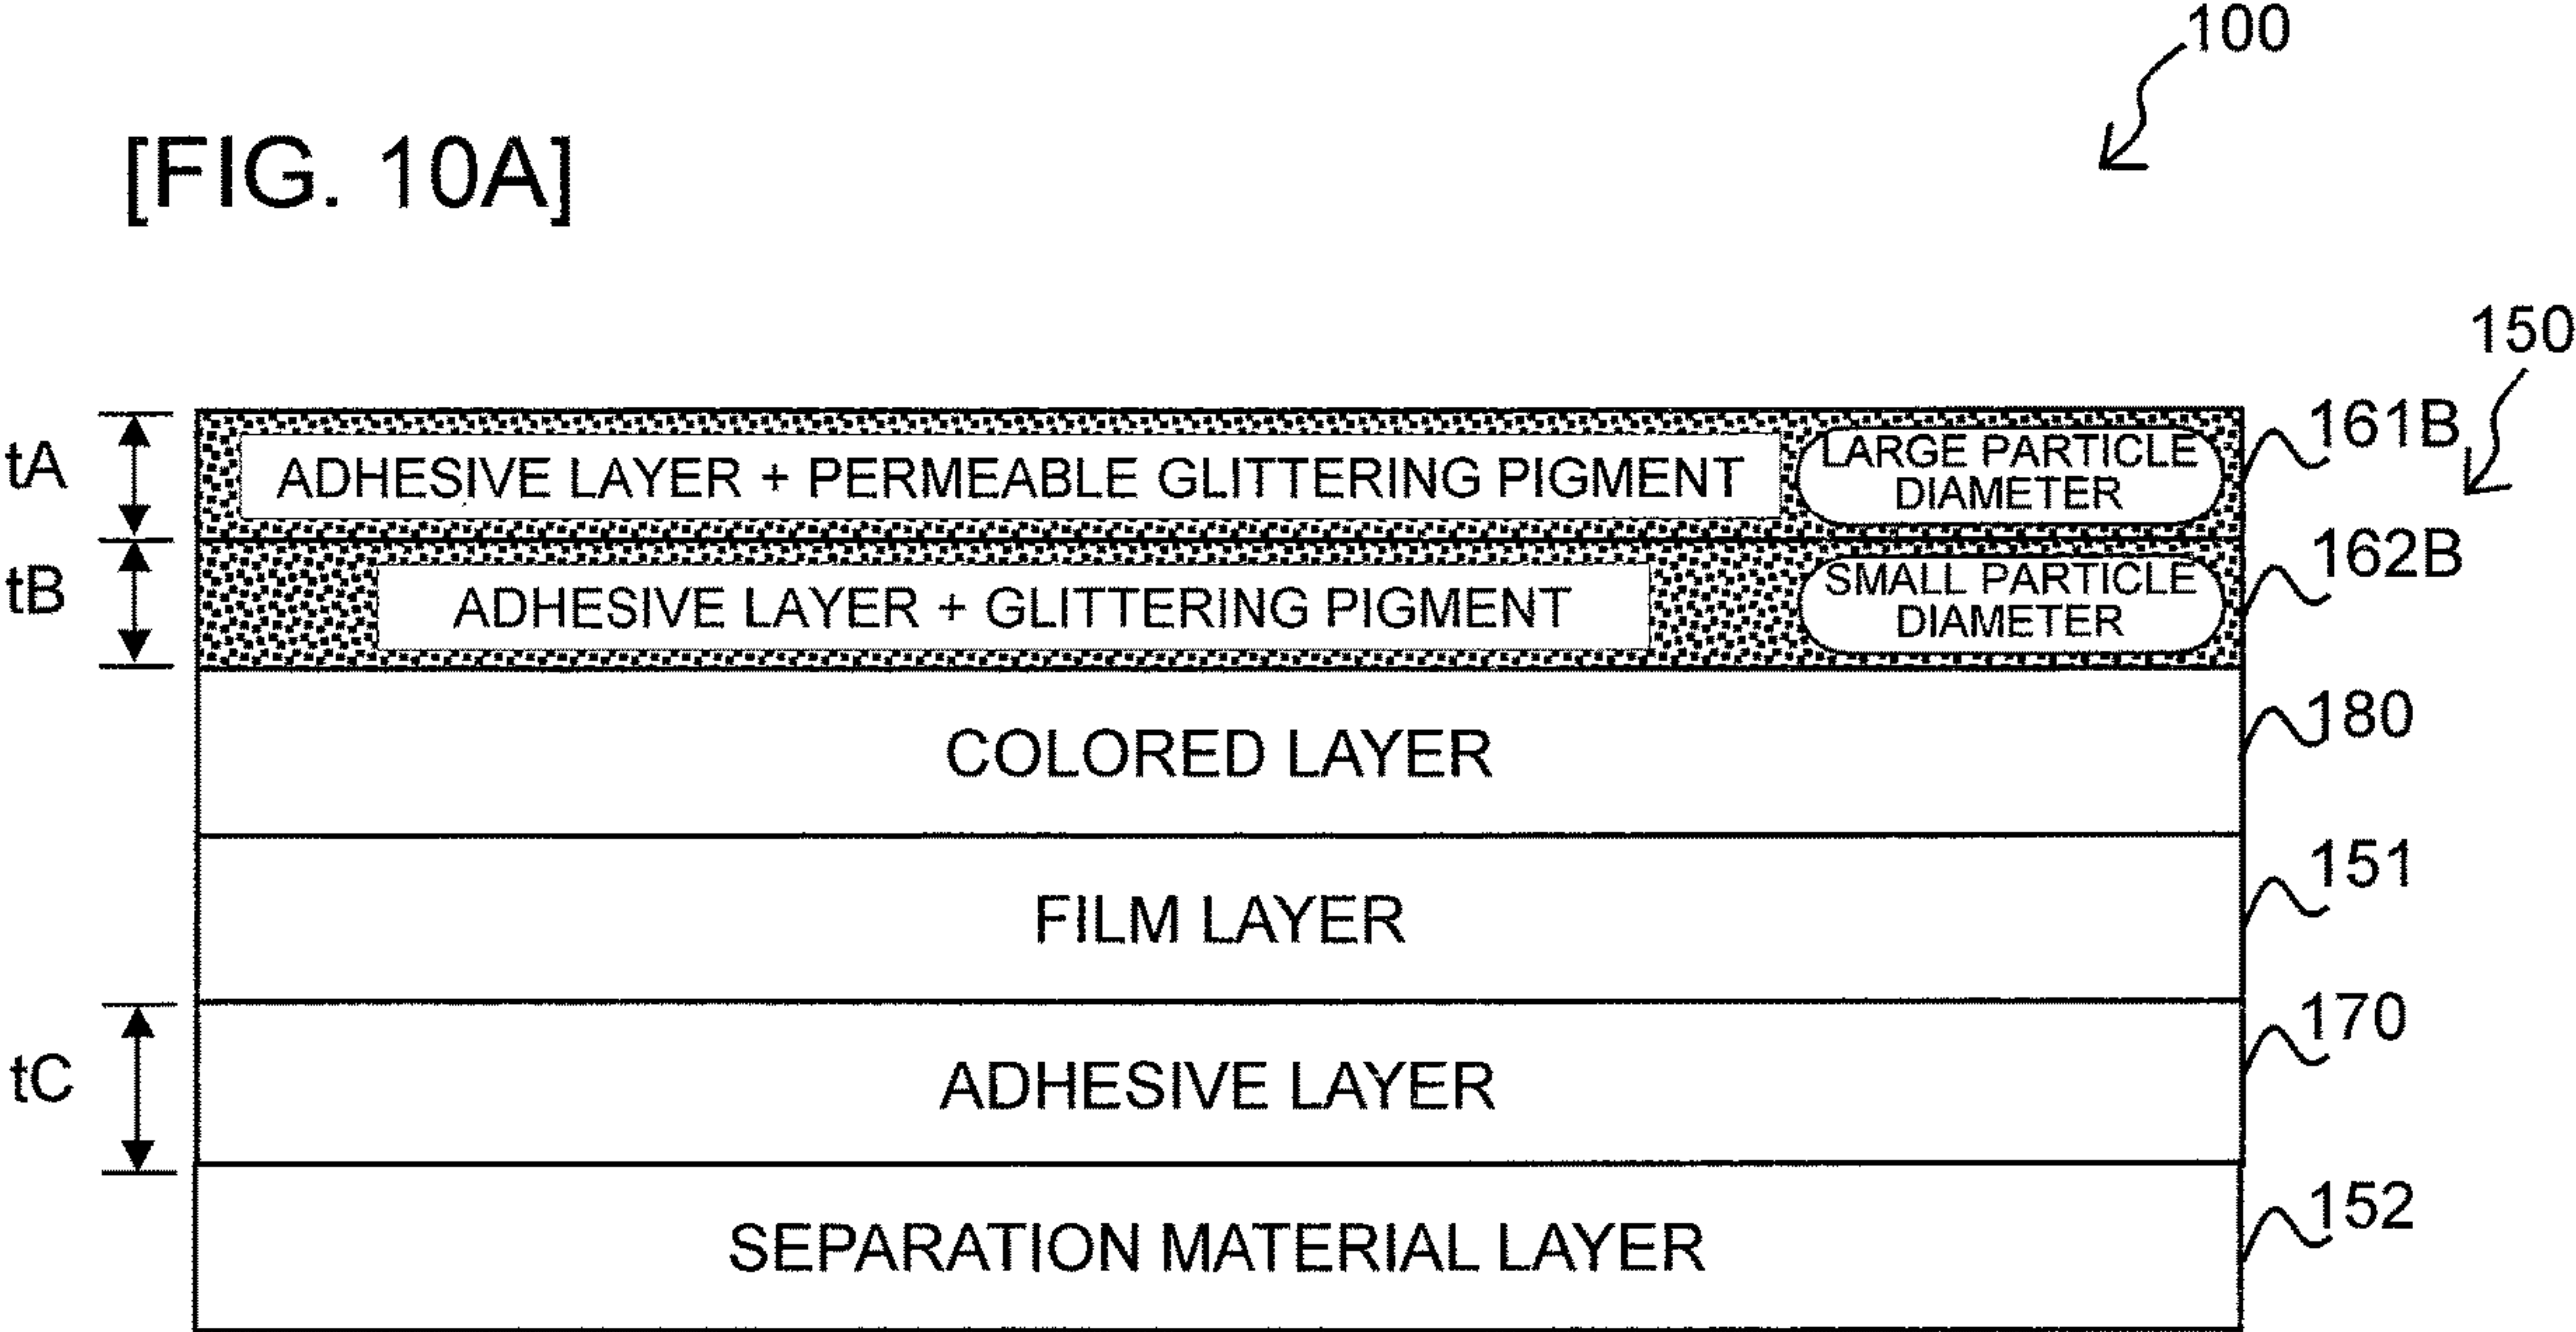 100
[FIG. 10A]
150
tA
ADHESIVE LAYER + PERMEABLE GLITTERING PIGMENT
LARGE PARTICLE
DIAMETER
161B
tB
ADHESIVE LAYER + GLITTERING PIGMENT
SMALL PARTICLE
DIAMETER
162B
COLORED LAYER
180
FILM LAYER
151
tC
ADHESIVE LAYER
170
SEPARATION MATERIAL LAYER
152